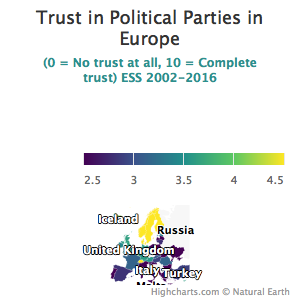 Trust in Political Parties in
Europe
(0 = No trust at all, 10 = Complete
trust) ESS 2002-2016
2.5 3 3.5 4 4.5
Iceland
Russia
United Kingdom
Italy
Turkey
Highcharts.com © Natural Earth